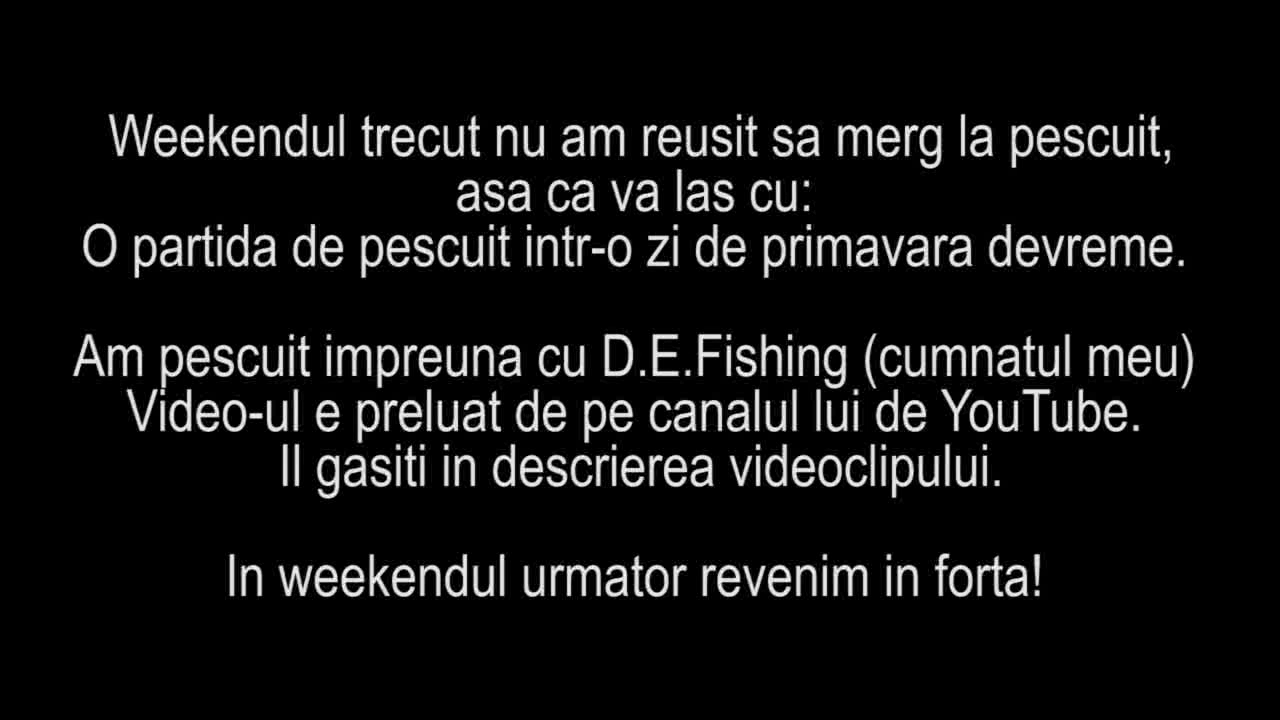 Weekendul trecut nu am reusit sa merg la pescuit,
asa ca va las cu:
O partida de pescuit intr-o zi de primavara devreme.
Am pescuit impreuna cu D.E.Fishing (cumnatul meu)
Video-ul e preluat de pe canalul lui de YouTube.
Il gasiti in descrierea videoclipului.
In weekendul urmator revenim in forta!